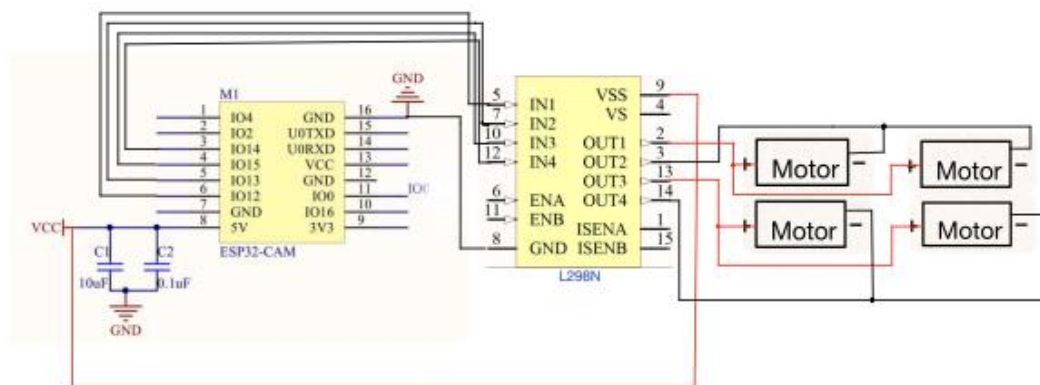 M1
1 IO4 GND 16
2 IO2 U0TXD 15
3 IO14 U0RXD 14
4 IO15 VCC 13
5 IO13 GND 12
6 IO12 IO0 11
7 GND IO16 10
8 5V 3V3 9
ESP32-CAM
VCC
C1
10uF
C2
0.1uF
GND
GND
5 IN1 VSS 9
7 IN2 VS 4
10 IN3 OUT1 2
12 IN4 OUT2 3
OUT3 13
6 ENA OUT4 14
11 ENB
ISENA 1
8 GND ISENB 15
L298N
+ Motor -
+ Motor -
+ Motor -
+ Motor -